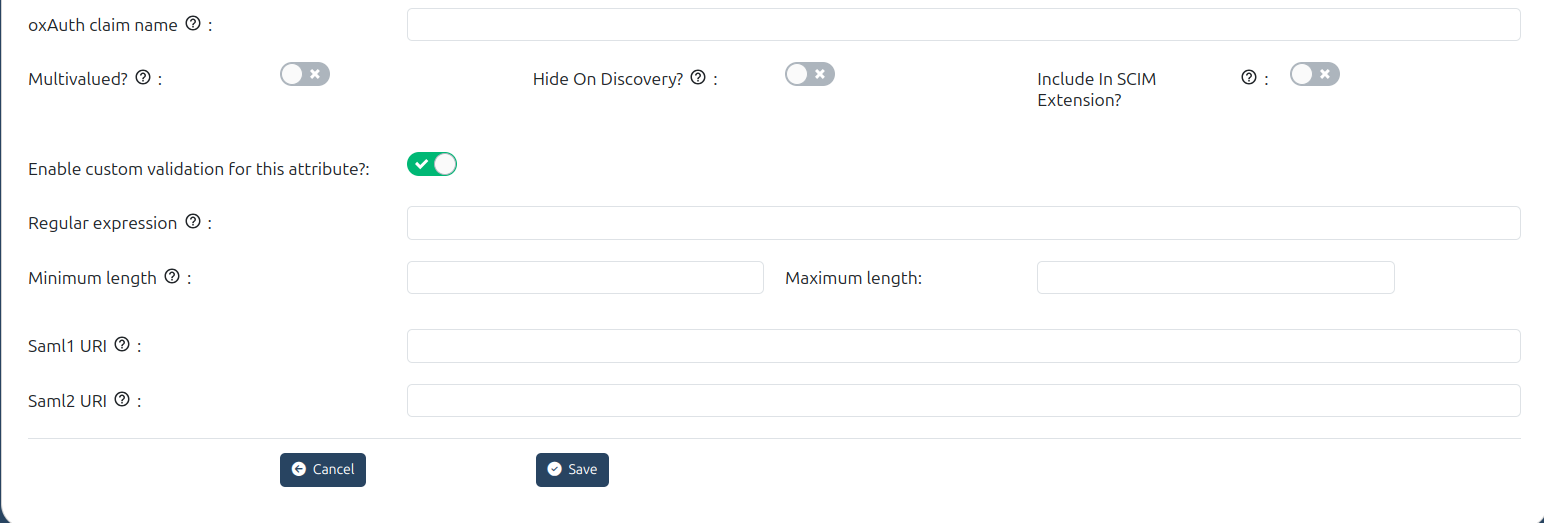 oxAuth claim name :
Multivalued? : Hide On Discovery? : Include In SCIM Extension? :
Enable custom validation for this attribute?:
Regular expression :
Minimum length : Maximum length:
Saml1 URI :
Saml2 URI :
Cancel Save